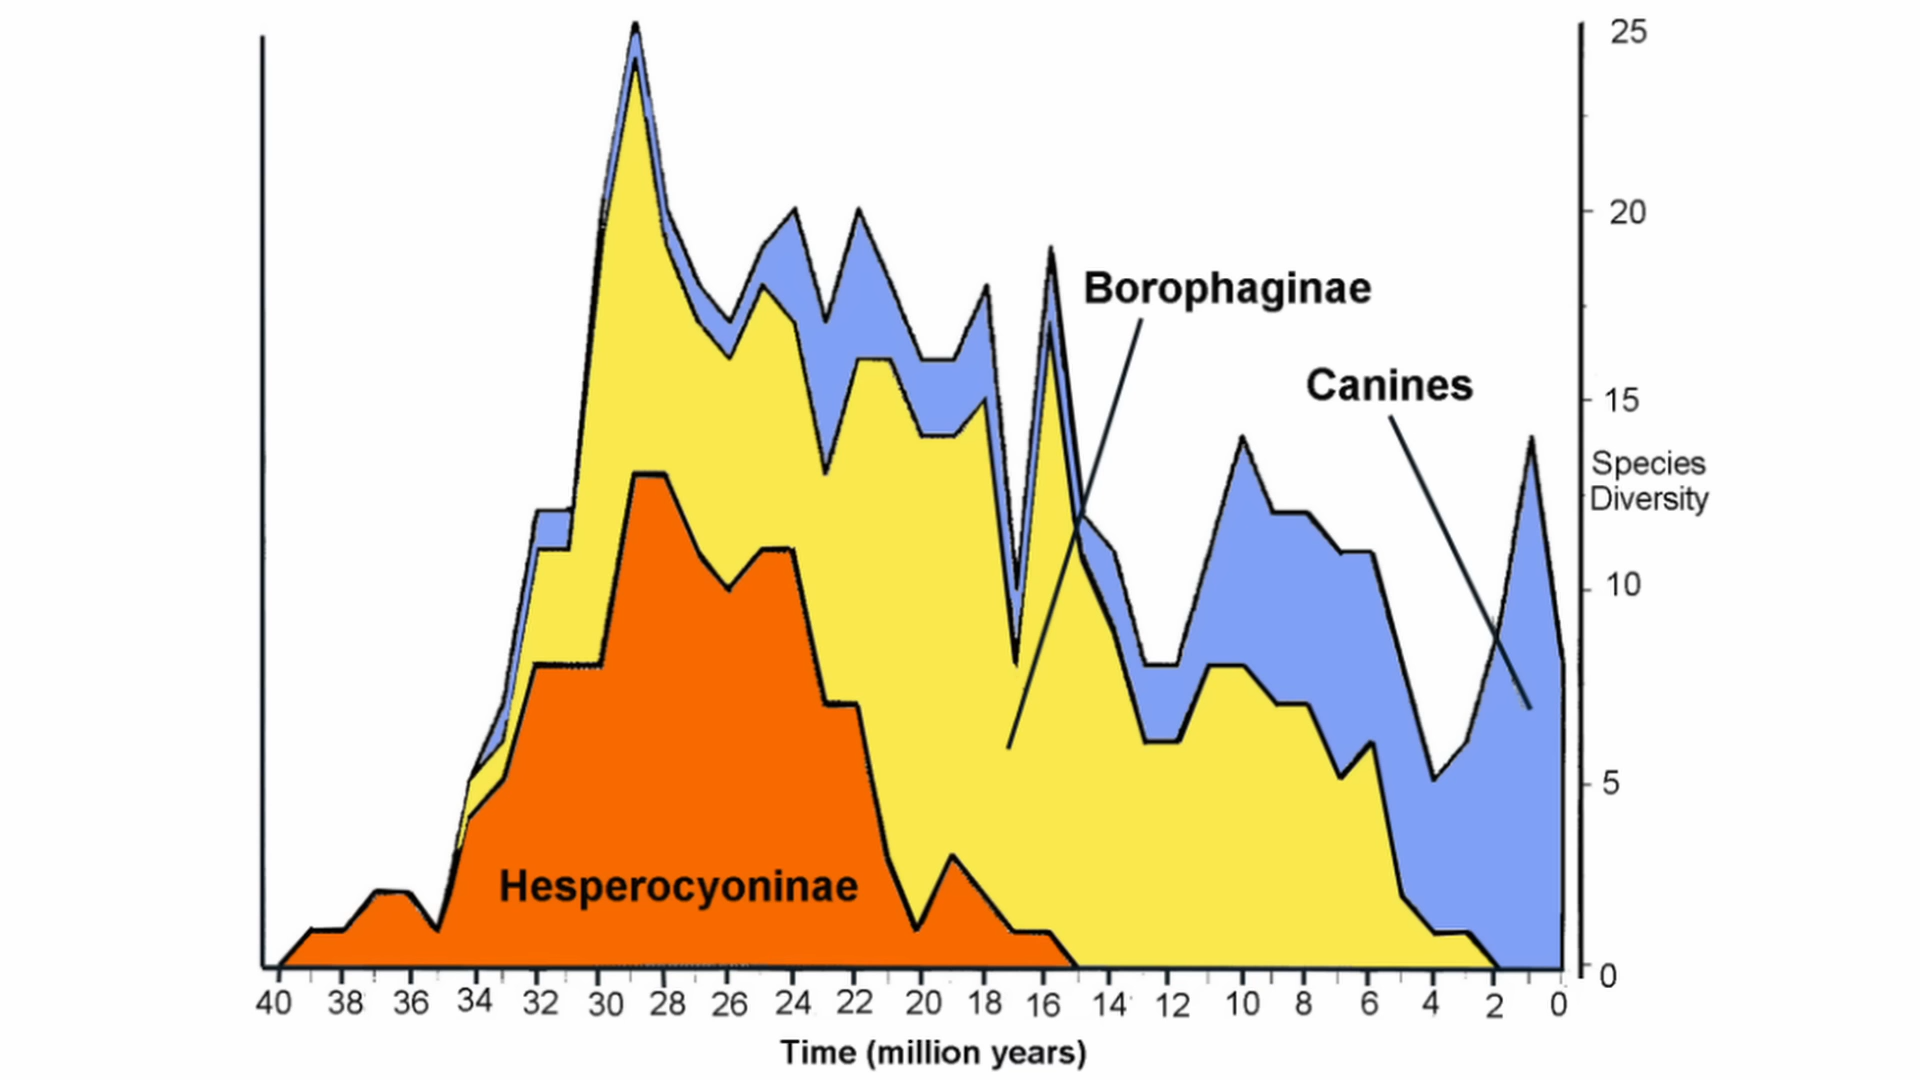 25
20
Borophaginae
Canines
15
Species
Diversity
10
5
Hesperocyoninae
0
40 38 36 34 32 30 28 26 24 22 20 18 16 14 12 10 8 6 4 2 0
Time (million years)